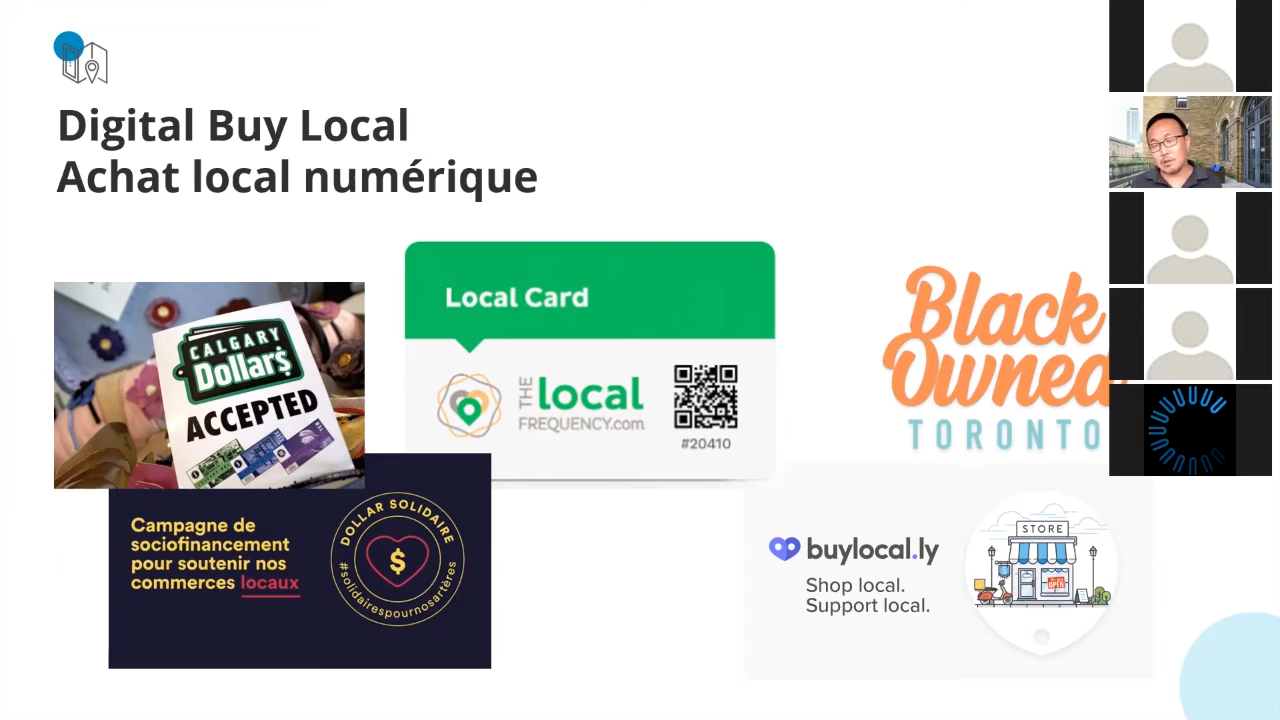 Digital Buy Local
Achat local numérique
CALGARY
Dollars
ACCEPTED
Local Card
THE local
FREQUENCY.com
#20410
Black
Owned
TORONTO
Campagne de
sociofinancement
pour soutenir nos
commerces locaux
DOLLAR SOLIDAIRE
$
#solidairespournosartères
buylocal.ly
Shop local.
Support local.
STORE
OPEN